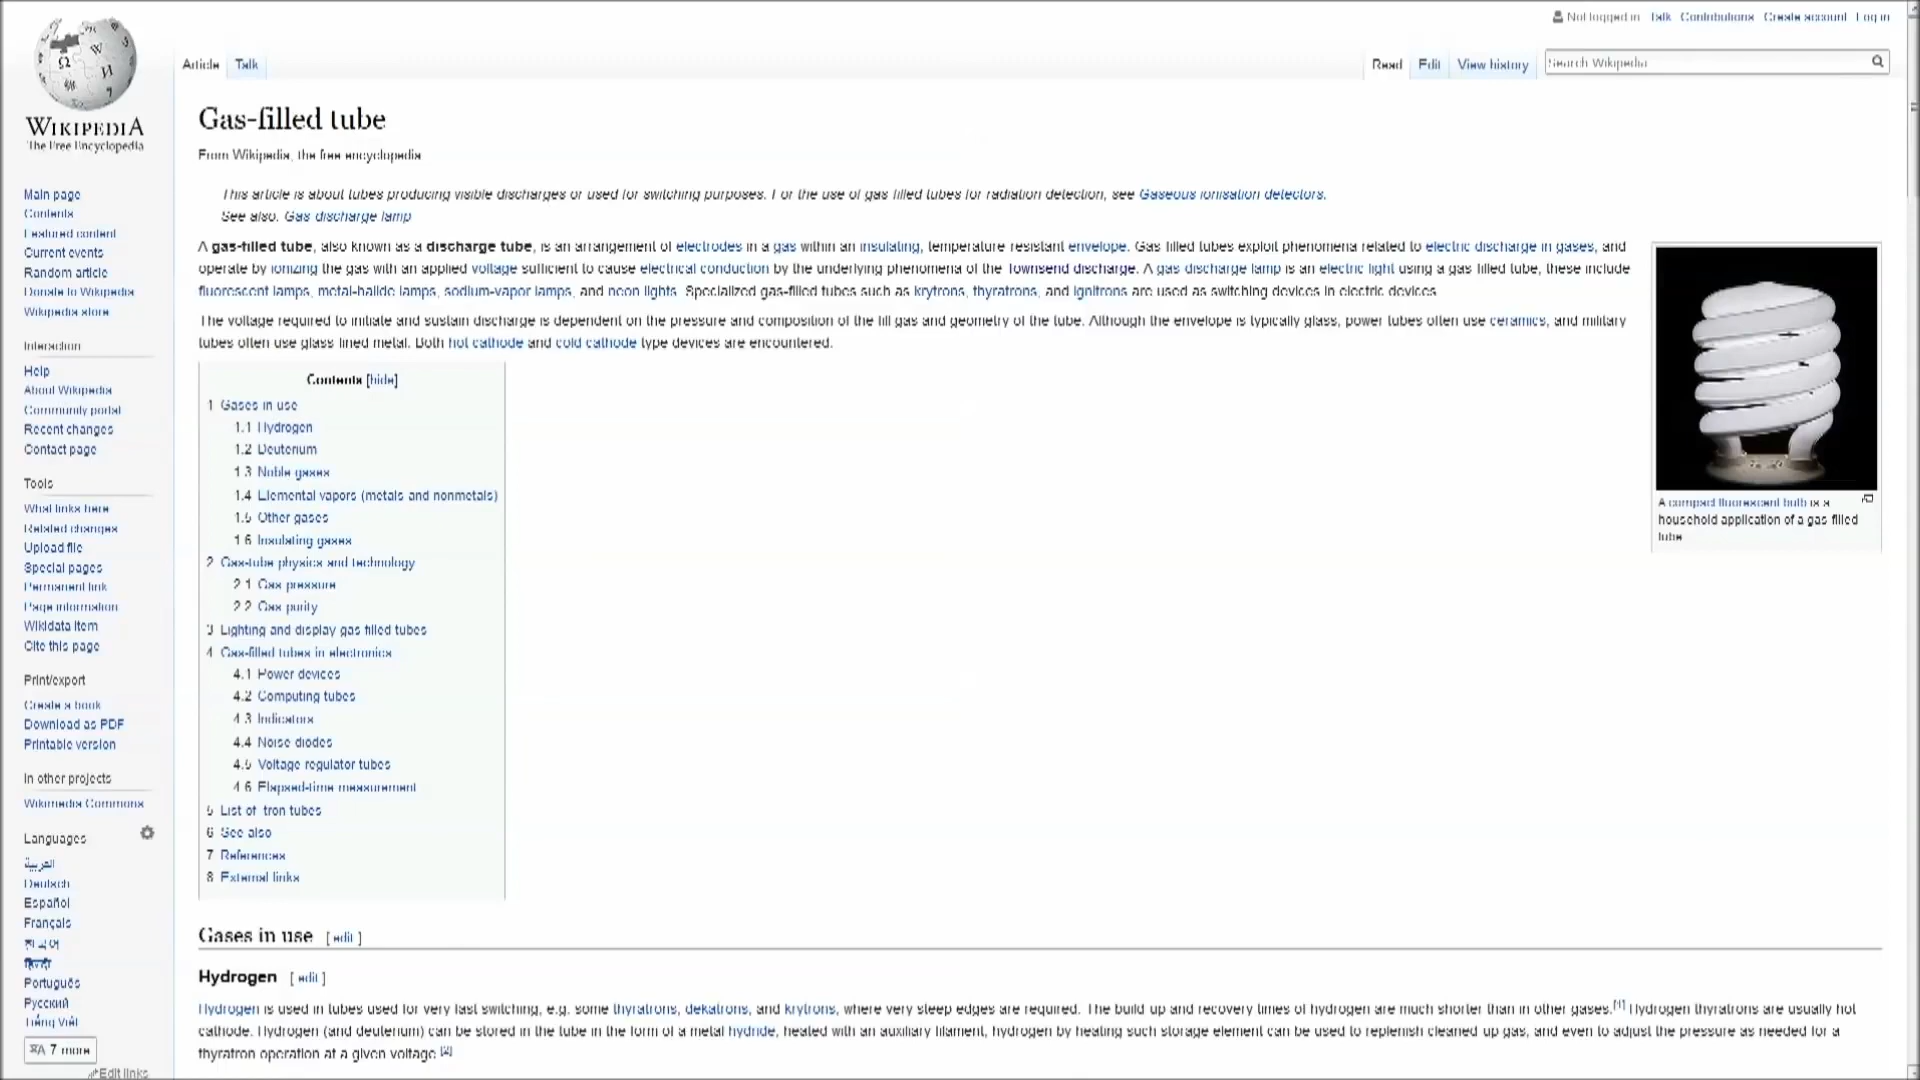 Not logged in Talk Contributions Create account Log in
Article Talk
Read Edit View history Search Wikipedia
WIKIPEDIA
The Free Encyclopedia
Main page
Contents
Featured content
Current events
Random article
Donate to Wikipedia
Wikipedia store
Interaction
Help
About Wikipedia
Community portal
Recent changes
Contact page
Tools
What links here
Related changes
Upload file
Special pages
Permanent link
Page information
Wikidata item
Cite this page
Print/export
Create a book
Download as PDF
Printable version
In other projects
Wikimedia Commons
Languages
العربية
Deutsch
Español
Français
한국어
हिन्दी
Português
Русский
Tiếng Việt
7 more
Edit links
Gas-filled tube
From Wikipedia, the free encyclopedia
This article is about tubes producing visible discharges or used for switching purposes. For the use of gas filled tubes for radiation detection, see Gaseous ionisation detectors.
See also: Gas discharge lamp
A gas-filled tube, also known as a discharge tube, is an arrangement of electrodes in a gas within an insulating, temperature resistant envelope. Gas filled tubes exploit phenomena related to electric discharge in gases, and
operate by ionizing the gas with an applied voltage sufficient to cause electrical conduction by the underlying phenomena of the Townsend discharge. A gas discharge lamp is an electric light using a gas filled tube, these include
fluorescent lamps, metal-halide lamps, sodium-vapor lamps, and neon lights. Specialized gas-filled tubes such as krytrons, thyratrons, and ignitrons are used as switching devices in electric devices.
The voltage required to initiate and sustain discharge is dependent on the pressure and composition of the fill gas and geometry of the tube. Although the envelope is typically glass, power tubes often use ceramics, and military
tubes often use glass lined metal. Both hot cathode and cold cathode type devices are encountered.
A compact fluorescent bulb is a
household application of a gas filled
tube
Contents [hide]
1 Gases in use
1.1 Hydrogen
1.2 Deuterium
1.3 Noble gases
1.4 Elemental vapors (metals and nonmetals)
1.5 Other gases
1.6 Insulating gases
2 Gas-tube physics and technology
2.1 Gas pressure
2.2 Gas purity
3 Lighting and display gas filled tubes
4 Gas-filled tubes in electronics
4.1 Power devices
4.2 Computing tubes
4.3 Indicators
4.4 Noise diodes
4.5 Voltage regulator tubes
4.6 Elapsed-time measurement
5 List of tron tubes
6 See also
7 References
8 External links
Gases in use [ edit ]
Hydrogen [ edit ]
Hydrogen is used in tubes used for very fast switching, e.g. some thyratrons, dekatrons, and krytrons, where very steep edges are required. The build up and recovery times of hydrogen are much shorter than in other gases.[1] Hydrogen thyratrons are usually hot
cathode. Hydrogen (and deuterium) can be stored in the tube in the form of a metal hydride, heated with an auxiliary filament, hydrogen by heating such storage element can be used to replenish cleaned up gas, and even to adjust the pressure as needed for a
thyratron operation at a given voltage.[2]